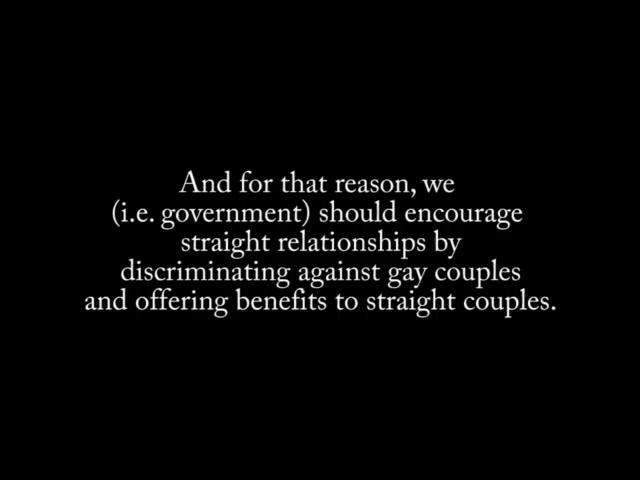 And for that reason, we
(i.e. government) should encourage
straight relationships by
discriminating against gay couples
and offering benefits to straight couples.